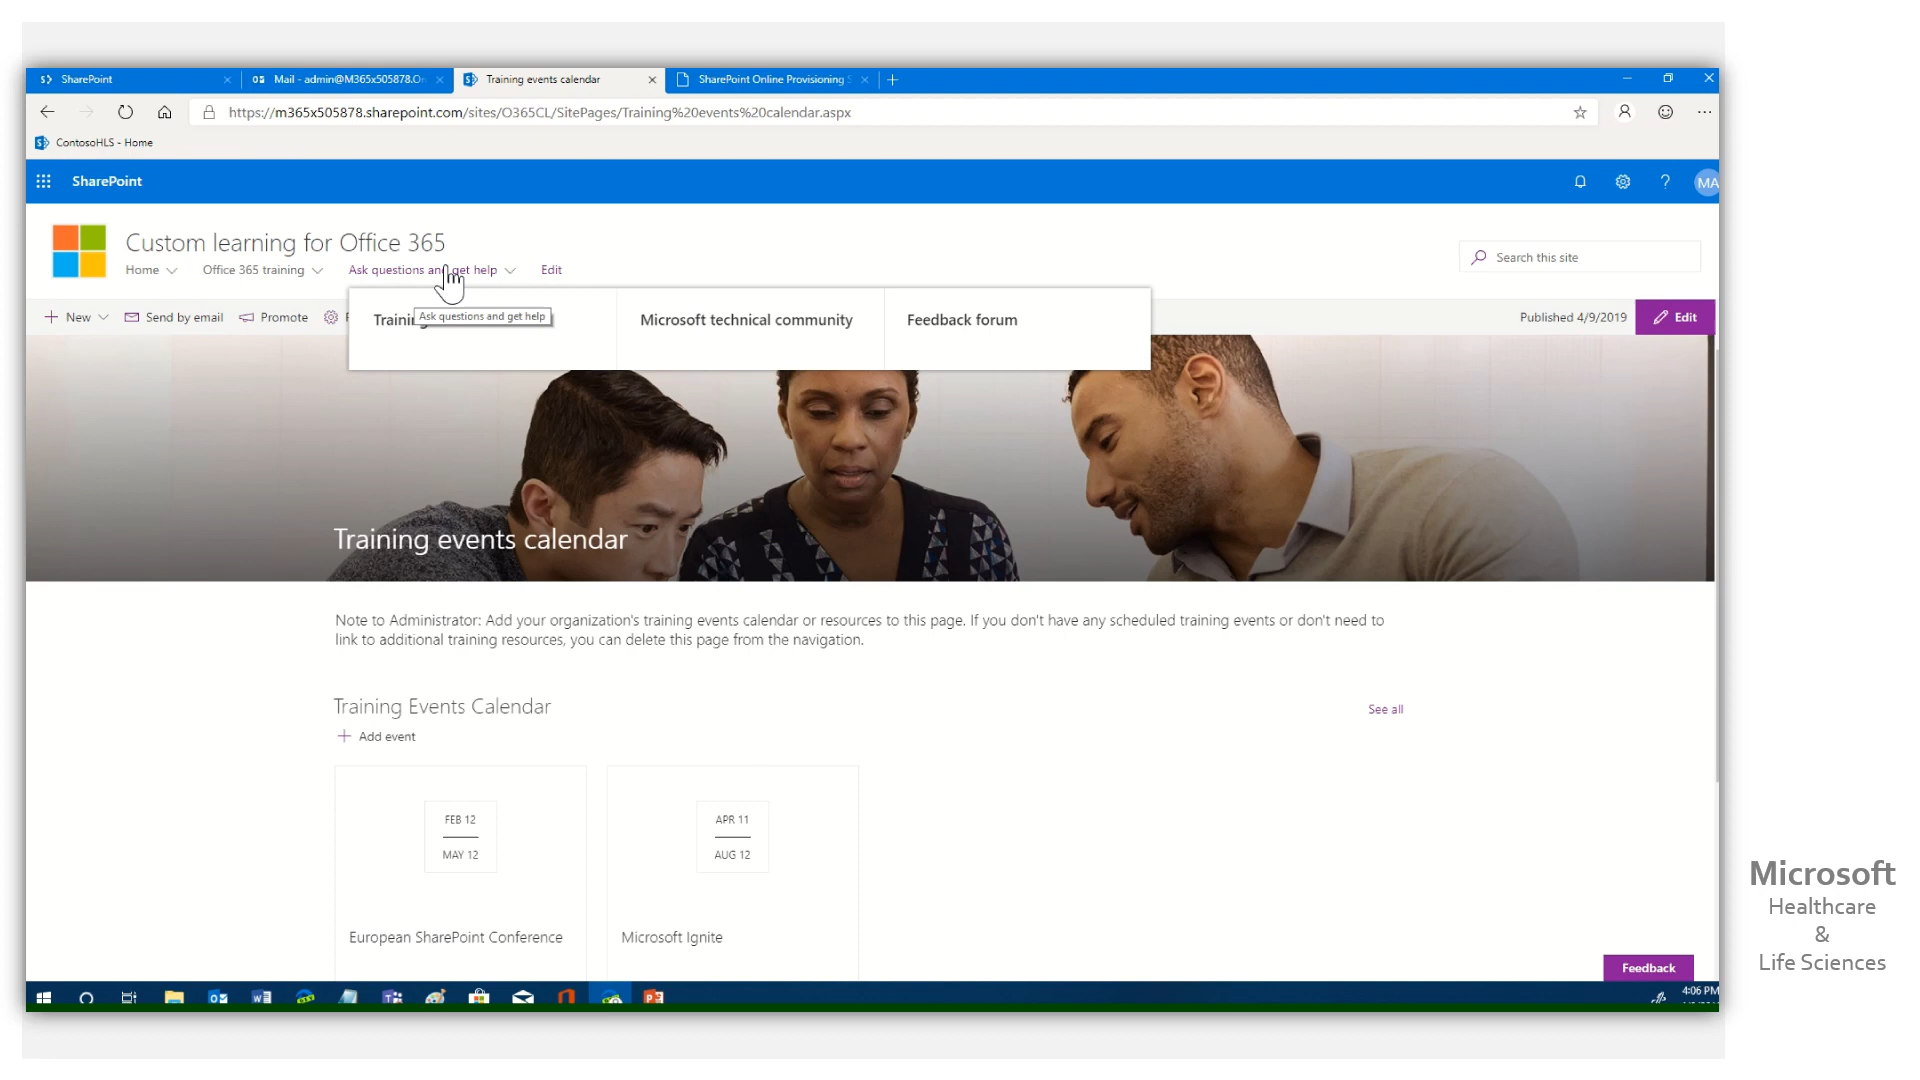 SharePoint
Mail - admin@M365x505878.O
Training events calendar
SharePoint Online Provisioning
https://m365x505878.sharepoint.com/sites/O365CL/SitePages/Training%20events%20calendar.aspx
ContosoHLS - Home
SharePoint
MA
Custom learning for Office 365
Home
Office 365 training
Ask questions and get help
Edit
Search this site
New
Send by email
Promote
Training
Ask questions and get help
Microsoft technical community
Feedback forum
Published 4/9/2019
Edit
Training events calendar
Note to Administrator: Add your organization's training events calendar or resources to this page. If you don't have any scheduled training events or don't need to
link to additional training resources, you can delete this page from the navigation.
Training Events Calendar
See all
Add event
FEB 12
MAY 12
APR 11
AUG 12
European SharePoint Conference
Microsoft Ignite
Feedback
4:06 PM
Microsoft
Healthcare
&
Life Sciences